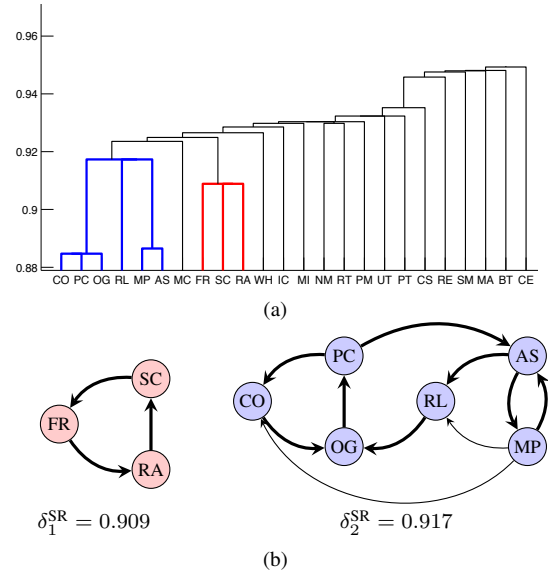 0.96
0.94
0.92
0.9
0.88
CO PC OG RL MP AS MC FR SC RA WH IC MI NM RT PM UT PT CS RE SM MA BT CE
(a)
PC AS
SC
CO RL
FR
OG MP
RA
δ₁^SR = 0.909 δ₂^SR = 0.917
(b)